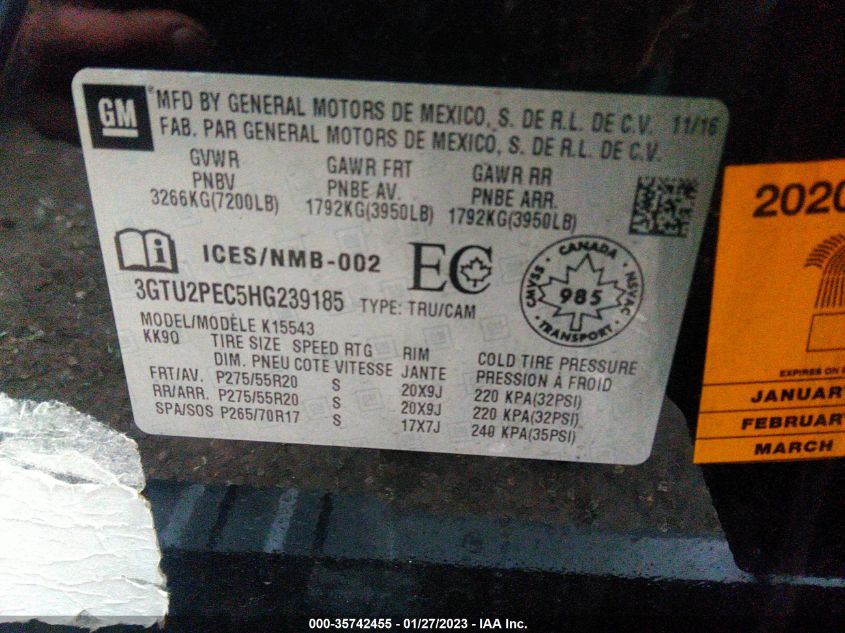 GM
MFD BY GENERAL MOTORS DE MEXICO, S. DE R.L. DE C.V. 11/16
FAB. PAR GENERAL MOTORS DE MEXICO, S. DE R.L. DE C.V.
GVWR GAWR FRT GAWR RR
PNBV PNBE AV. PNBE ARR.
3266KG(7200LB) 1792KG(3950LB) 1792KG(3950LB)
ICES/NMB-002 EC
CANADA
CMVSS NSVAC
985
TRANSPORT
3GTU2PEC5HG239185 TYPE: TRU/CAM
MODEL/MODÈLE K15543
KK9Q TIRE SIZE SPEED RTG RIM COLD TIRE PRESSURE
DIM. PNEU COTE VITESSE JANTE PRESSION À FROID
FRT/AV. P275/55R20 S 20X9J 220 KPA(32PSI)
RR/ARR. P275/55R20 S 20X9J 220 KPA(32PSI)
SPA/SOS P265/70R17 S 17X7J 240 KPA(35PSI)
2020
EXPIRES ON
JANUARY
FEBRUARY
MARCH
000-35742455 - 01/27/2023 - IAA Inc.